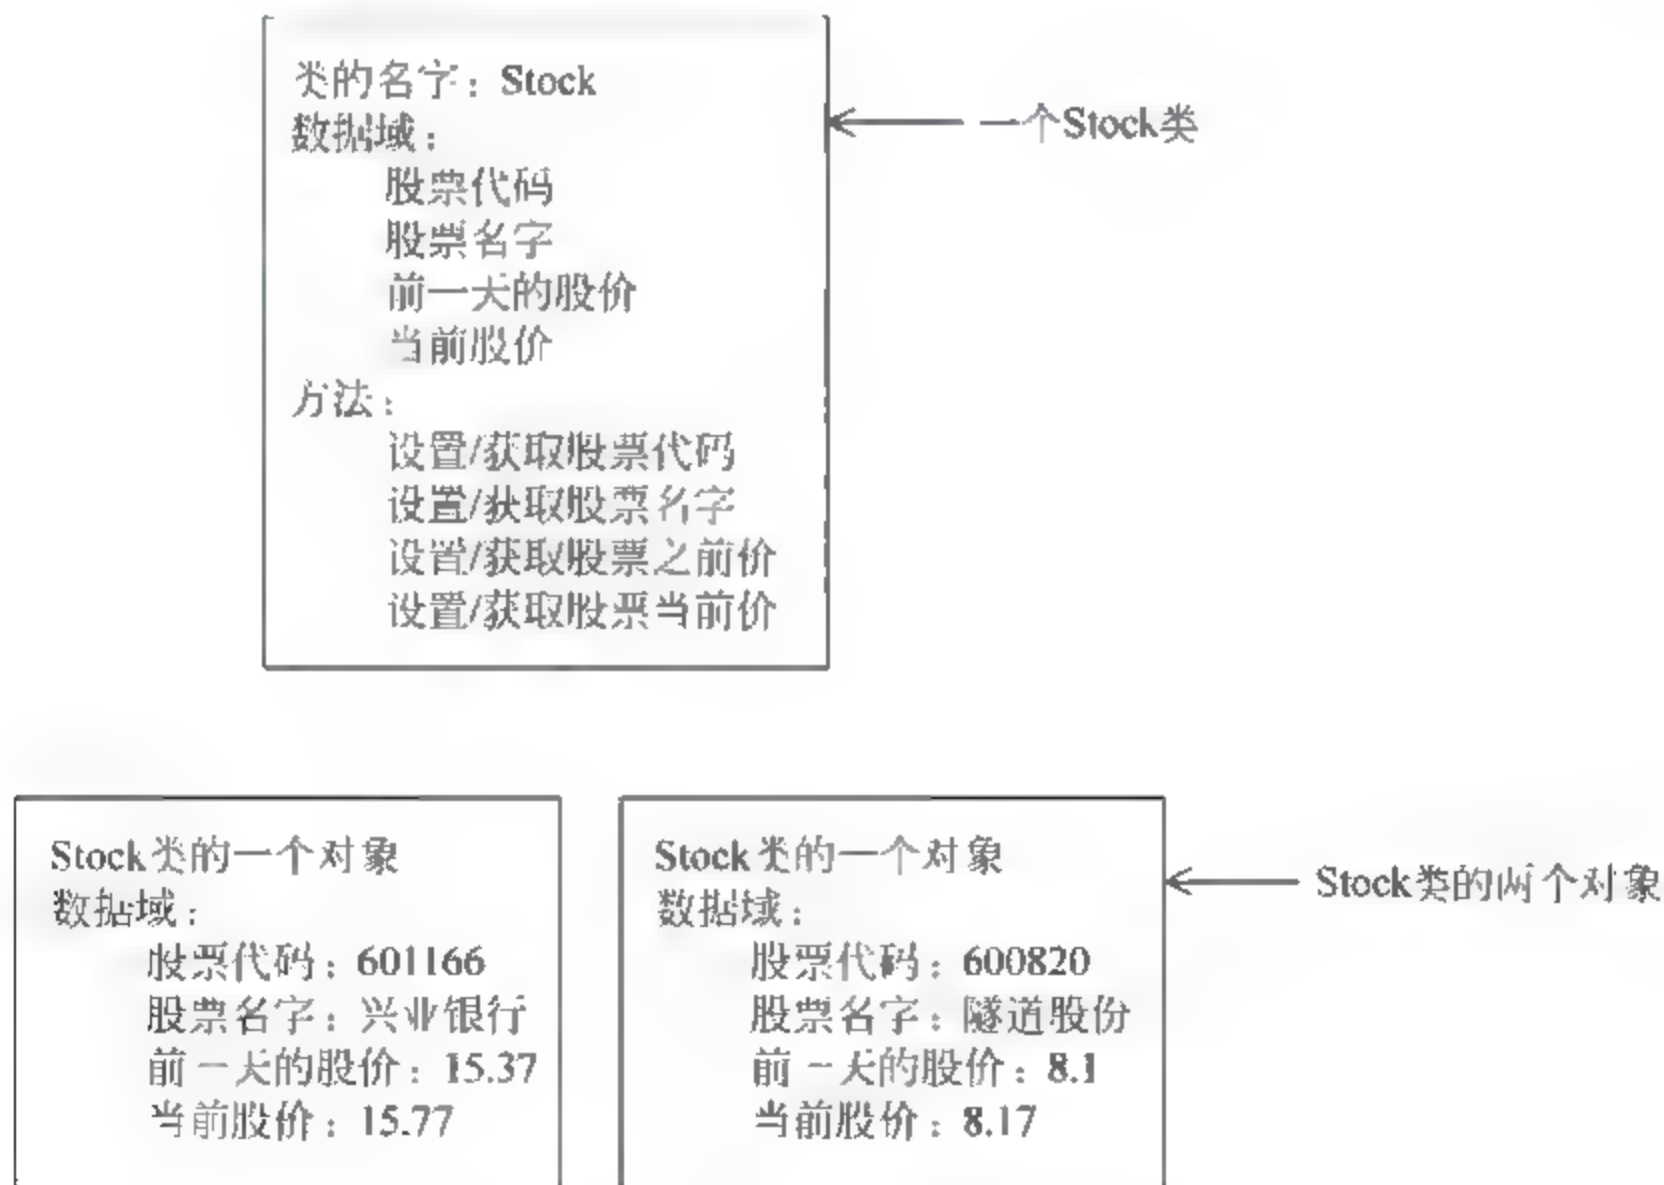 类的名字：Stock
数据域：
股票代码
股票名字
前一天的股价
当前股价
方法：
设置/获取股票代码
设置/获取股票名字
设置/获取股票之前价
设置/获取股票当前价
一个Stock类
Stock类的一个对象
数据域：
股票代码：601166
股票名字：兴业银行
前一天的股价：15.37
当前股价：15.77
Stock类的一个对象
数据域：
股票代码：600820
股票名字：隧道股份
前一天的股价：8.1
当前股价：8.17
Stock类的两个对象